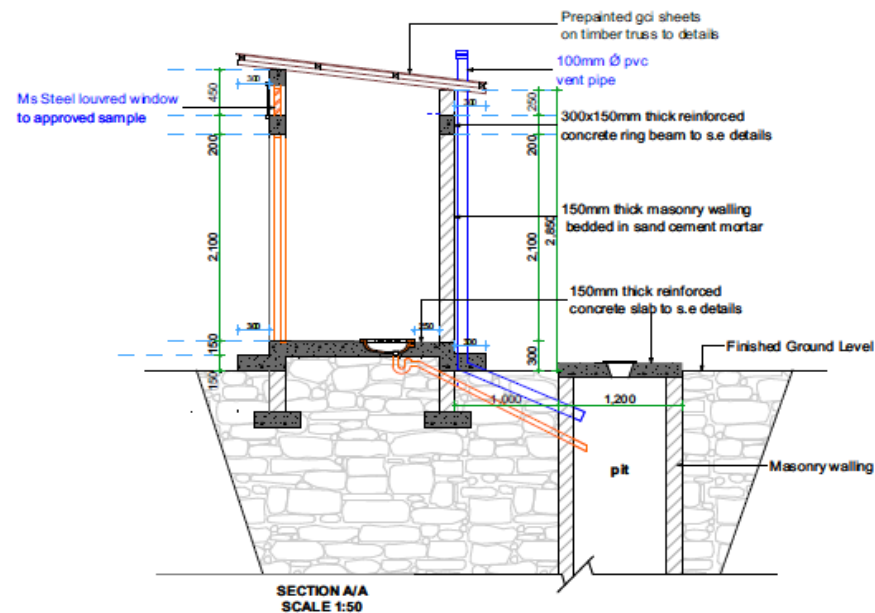 Prepainted gci sheets
on timber truss to details
100mm Ø pvc
vent pipe
Ms Steel louvred window
to approved sample
300x150mm thick reinforced
concrete ring beam to s.e details
150mm thick masonry walling
bedded in sand cement mortar
150mm thick reinforced
concrete slab to s.e details
Finished Ground Level
Masonry walling
pit
300
450
200
2,100
300
150
150
250
300
300
250
200
2,100
2,850
300
1,000
1,200
SECTION A/A
SCALE 1:50